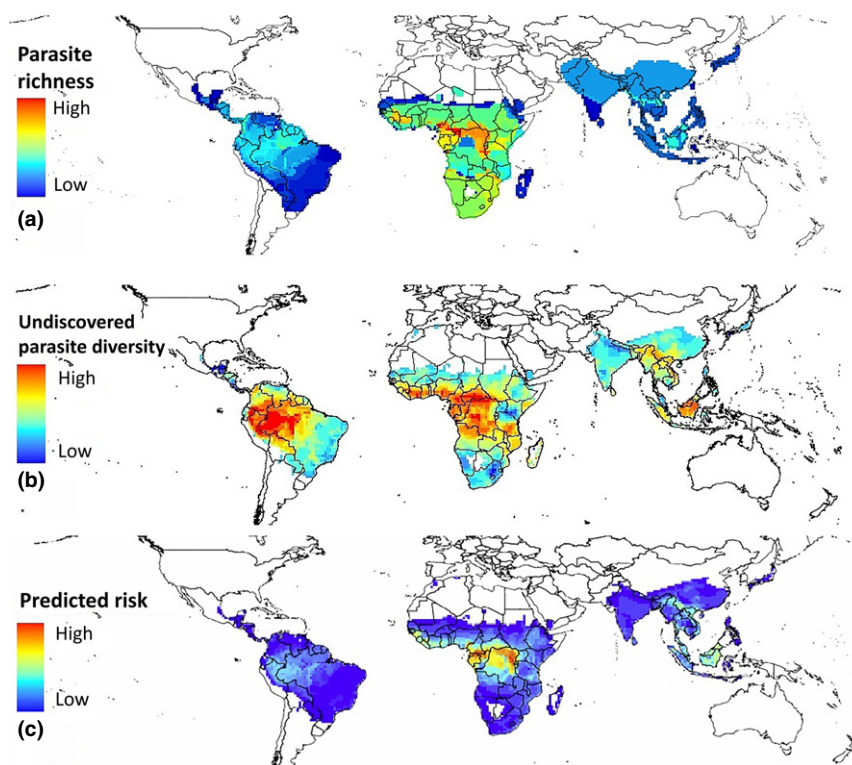 Parasite
richness
High
Low
(a)
Undiscovered
parasite diversity
High
Low
(b)
Predicted risk
High
Low
(c)